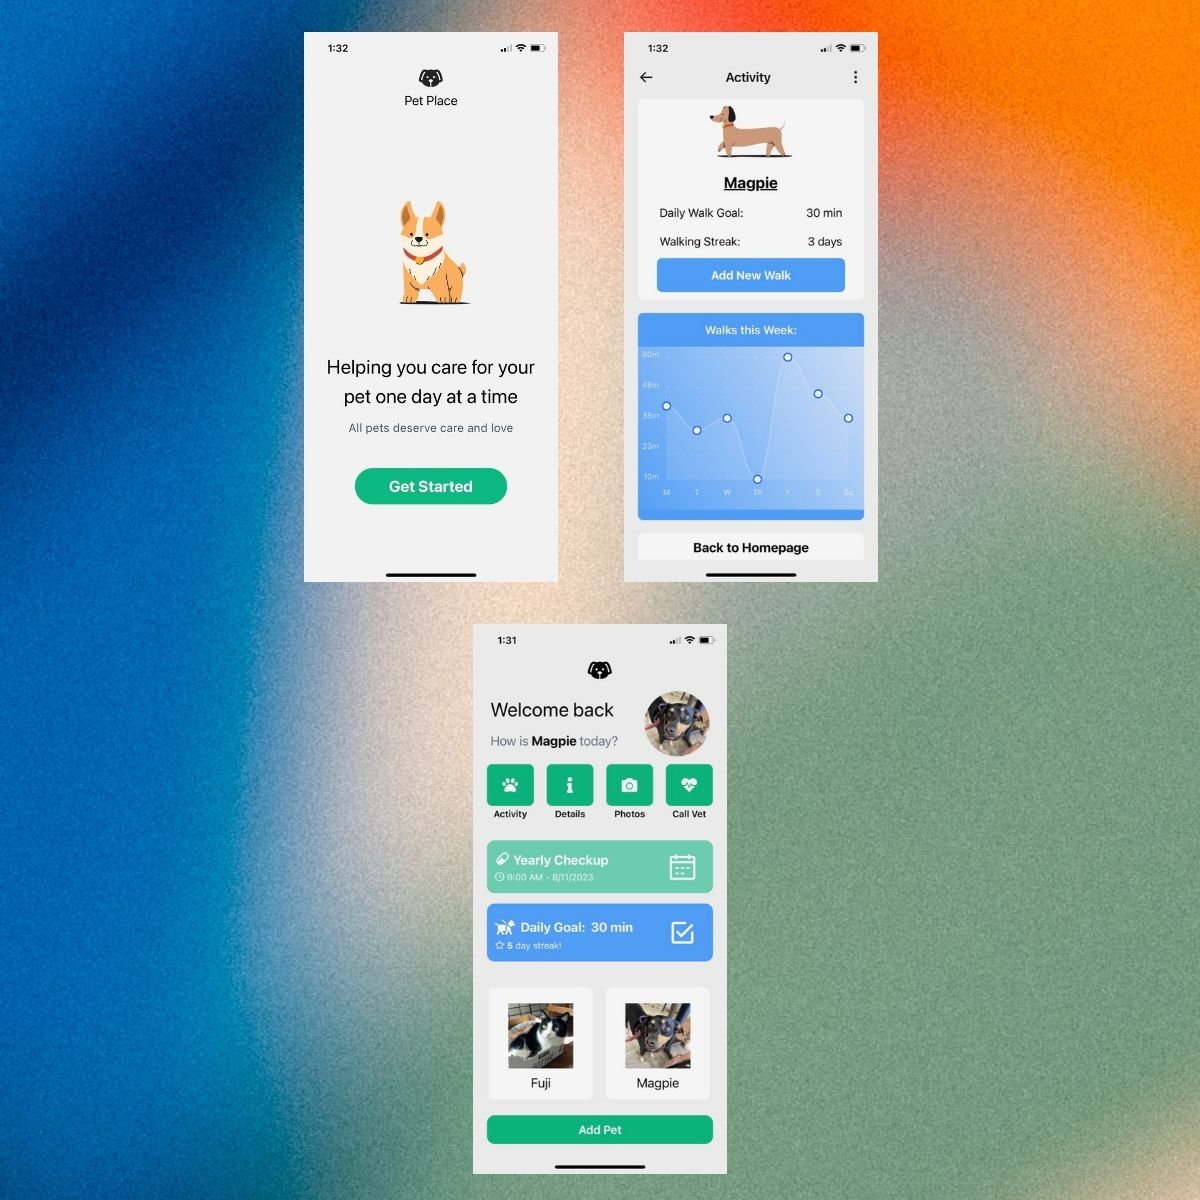 1:32
Pet Place
Helping you care for your
pet one day at a time
All pets deserve care and love
Get Started
1:32
Activity
Magpie
Daily Walk Goal: 30 min
Walking Streak: 3 days
Add New Walk
Walks this Week:
60m
48m
35m
23m
10m
M T W Th F S Su
Back to Homepage
1:31
Welcome back
How is Magpie today?
Activity Details Photos Call Vet
Yearly Checkup
9:00 AM - 8/11/2023
Daily Goal: 30 min
5 day streak!
Fuji Magpie
Add Pet